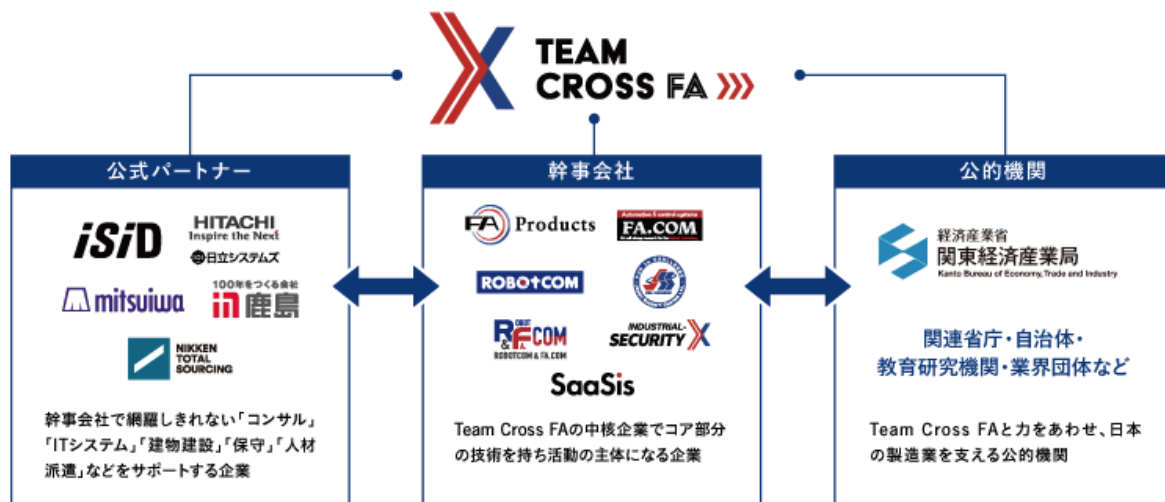 TEAM
CROSS FA
公式パートナー
iSiD
HITACHI
Inspire the Next
日立システムズ
mitsuiwa
100年をつくる会社
鹿島
NIKKEN
TOTAL
SOURCING
幹事会社で網羅しきれない「コンサル」
「ITシステム」「建物建設」「保守」「人材
派遣」などをサポートする企業
幹事会社
FA Products
Automotive & control systems
FA.COM
ROBOTCOM
ROBOT
R&FA.COM
ROBOTCOM & FA.COM
INDUSTRIAL-
SECURITY X
SaaSis
Team Cross FAの中核企業でコア部分
の技術を持ち活動の主体になる企業
公的機関
経済産業省
関東経済産業局
Kanto Bureau of Economy, Trade and Industry
関連省庁・自治体・
教育研究機関・業界団体など
Team Cross FAと力をあわせ、日本
の製造業を支える公的機関